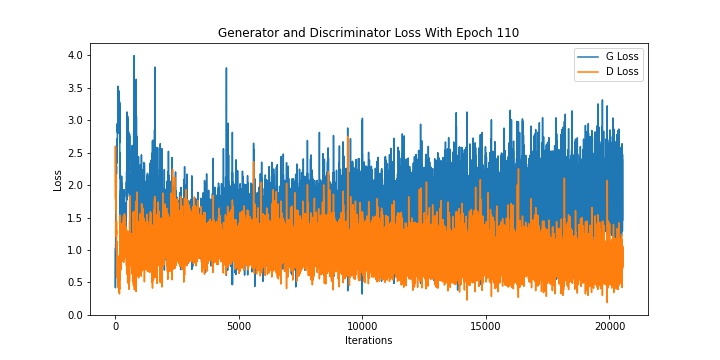 Generator and Discriminator Loss With Epoch 110
G Loss
D Loss
Loss
4.0
3.5
3.0
2.5
2.0
1.5
1.0
0.5
0.0
0
5000
10000
15000
20000
Iterations